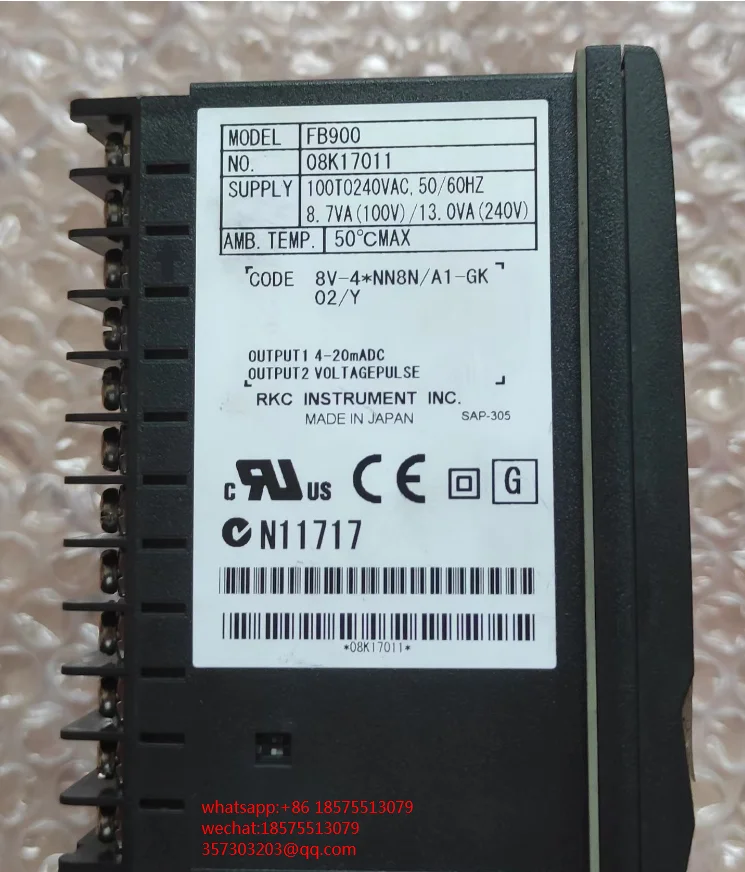 MODEL FB900
NO. 08K17011
SUPPLY 100TO240VAC, 50/60HZ
8. 7VA(100V)/13. 0VA(240V)
AMB. TEMP. 50℃MAX
CODE 8V-4*NN8N/A1-GK
02/Y
OUTPUT1 4-20mADC
OUTPUT2 VOLTAGEPULSE
RKC INSTRUMENT INC.
MADE IN JAPAN SAP-305
C RU US CE G
N11717
*08K17011*
whatsapp:+86 18575513079
wechat:18575513079
357303203@qq.com